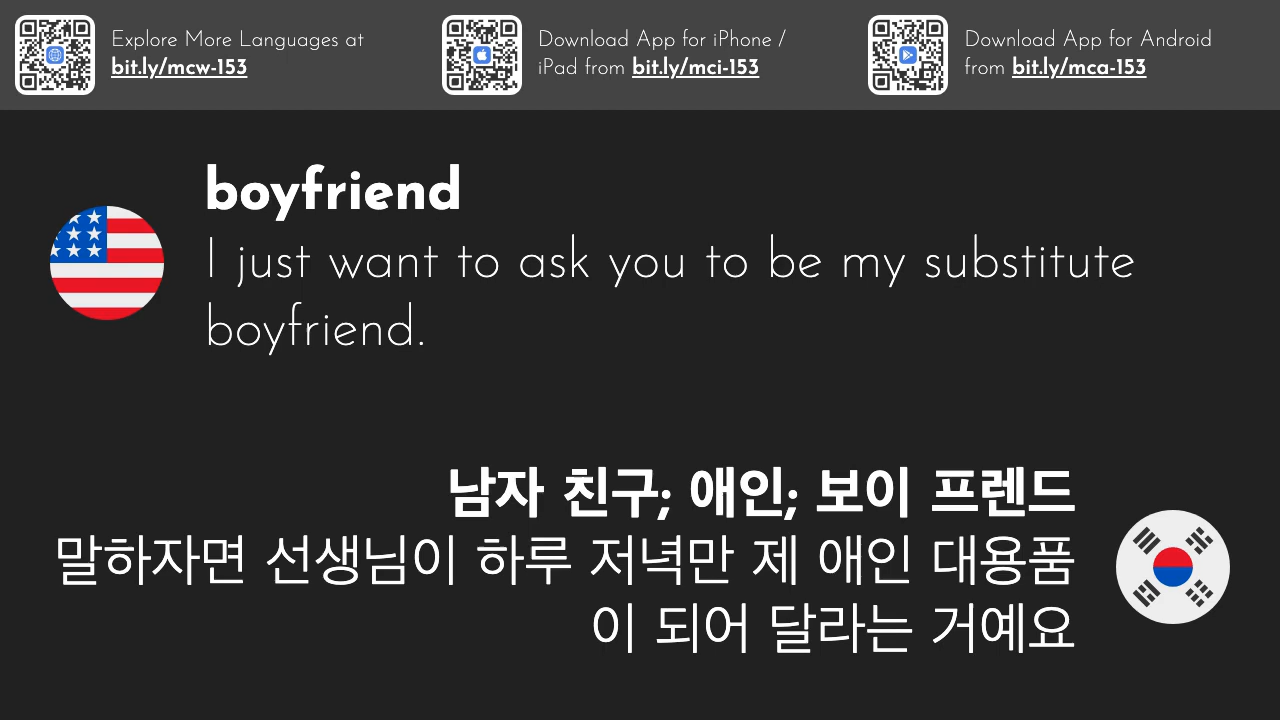 Explore More Languages at
bit.ly/mcw-153
Download App for iPhone /
iPad from bit.ly/mci-153
Download App for Android
from bit.ly/mca-153
boyfriend
I just want to ask you to be my substitute
boyfriend.
남자 친구; 애인; 보이 프렌드
말하자면 선생님이 하루 저녁만 제 애인 대용품
이 되어 달라는 거예요